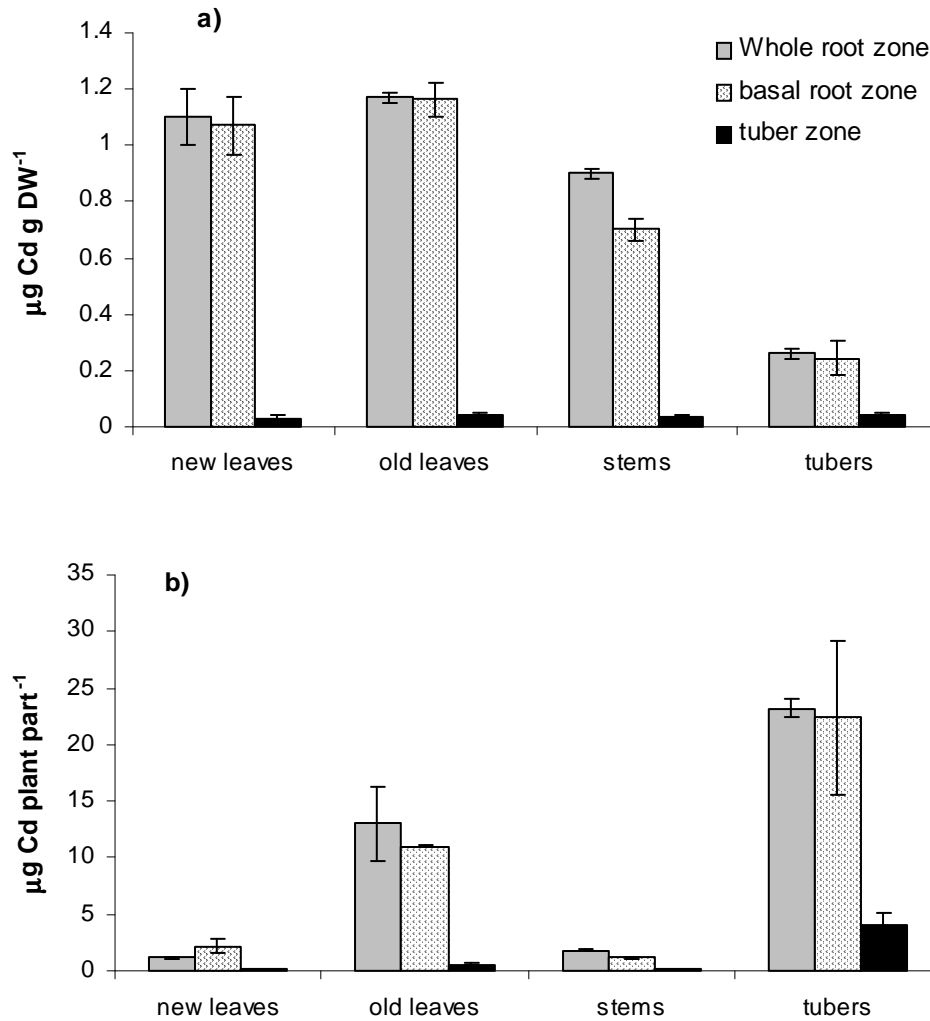 a)
1.4
1.2
1
0.8
0.6
0.4
0.2
0
µg Cd g DW⁻¹
Whole root zone
basal root zone
tuber zone
new leaves old leaves stems tubers
b)
35
30
25
20
15
10
5
0
µg Cd plant part⁻¹
new leaves old leaves stems tubers